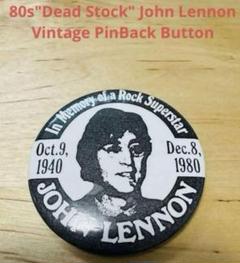 80s"Dead Stock" John Lennon
Vintage PinBack Button
In Memory of a Rock Superstar
Oct.9,
1940
Dec.8,
1980
JOHN LENNON